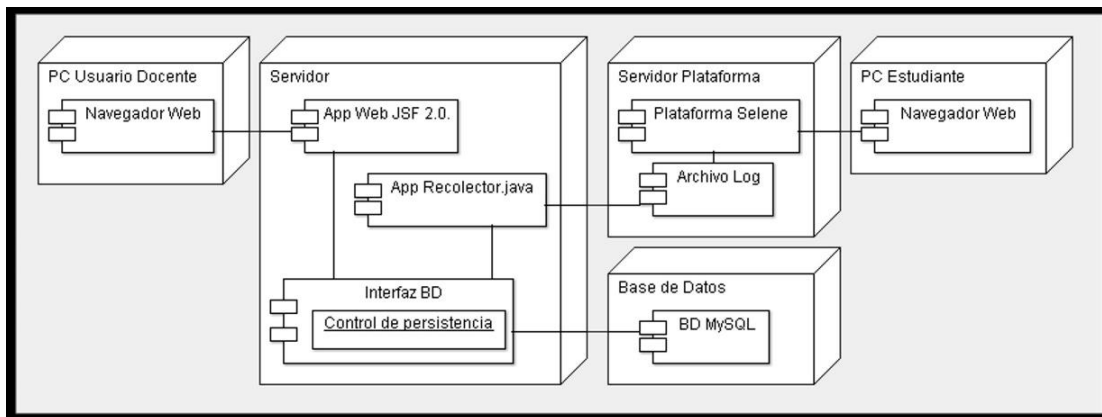 PC Usuario Docente
Navegador Web
Servidor
App Web JSF 2.0.
App Recolector.java
Interfaz BD
Control de persistencia
Servidor Plataforma
Plataforma Selene
Archivo Log
PC Estudiante
Navegador Web
Base de Datos
BD MySQL